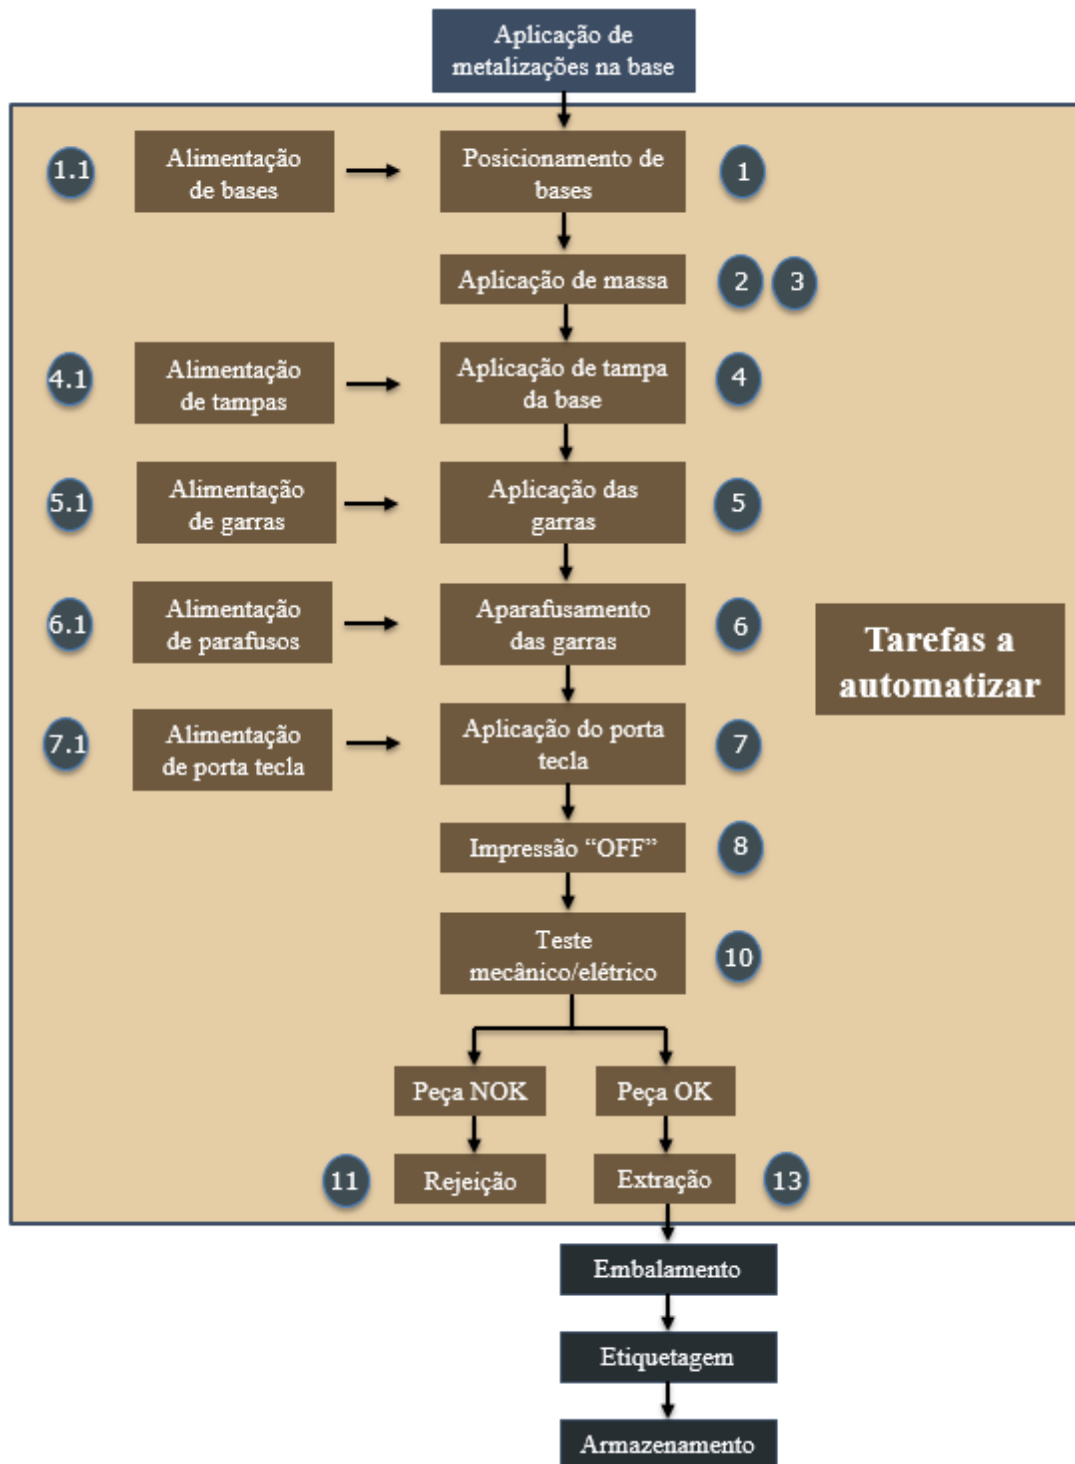 Aplicação de
metalizações na base
1.1
Alimentação
de bases
Posicionamento de
bases
1
Aplicação de massa
2
3
4.1
Alimentação
de tampas
Aplicação de tampa
da base
4
5.1
Alimentação
de garras
Aplicação das
garras
5
6.1
Alimentação
de parafusos
Aparafusamento
das garras
6
Tarefas a
automatizar
7.1
Alimentação
de porta tecla
Aplicação do porta
tecla
7
Impressão “OFF”
8
Teste
mecânico/elétrico
10
Peça NOK
Peça OK
11
Rejeição
Extração
13
Embalamento
Etiquetagem
Armazenamento